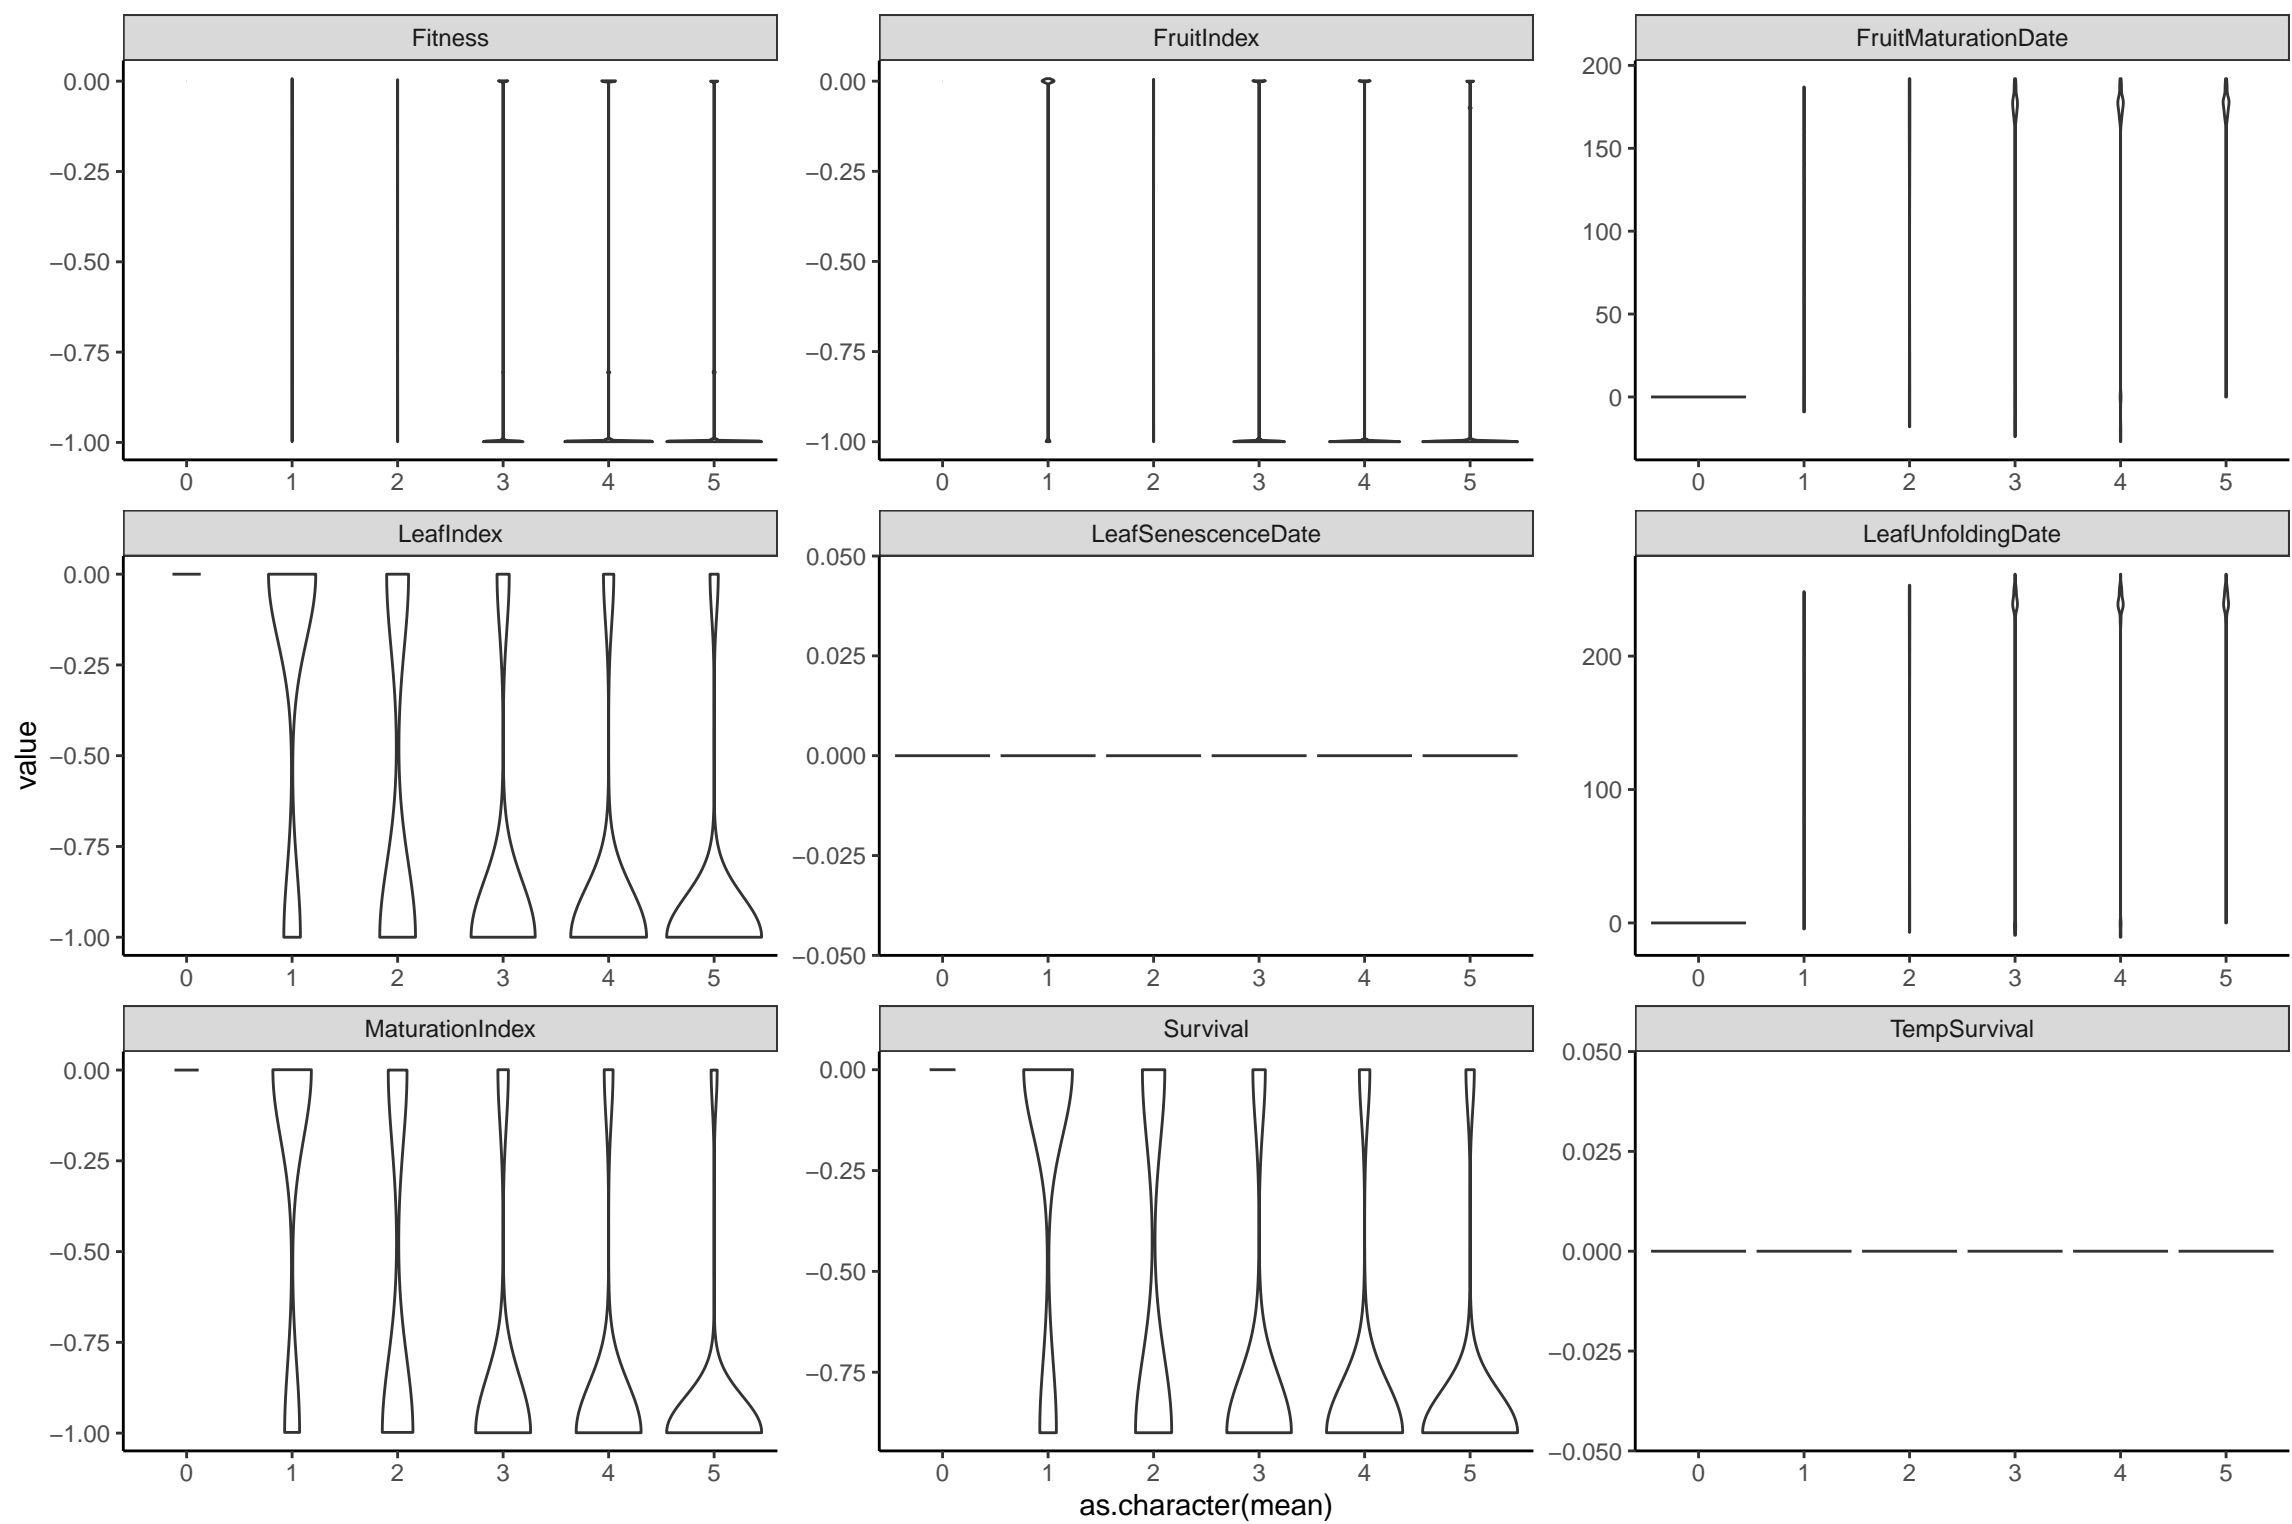 Fitness
0.00
−0.25
−0.50
−0.75
−1.00
0 1 2 3 4 5
FruitIndex
0.00
−0.25
−0.50
−0.75
−1.00
0 1 2 3 4 5
FruitMaturationDate
200
150
100
50
0
0 1 2 3 4 5
value
LeafIndex
0.00
−0.25
−0.50
−0.75
−1.00
0 1 2 3 4 5
LeafSenescenceDate
0.050
0.025
0.000
−0.025
−0.050
0 1 2 3 4 5
LeafUnfoldingDate
200
100
0
0 1 2 3 4 5
MaturationIndex
0.00
−0.25
−0.50
−0.75
−1.00
0 1 2 3 4 5
Survival
0.00
−0.25
−0.50
−0.75
0 1 2 3 4 5
TempSurvival
0.050
0.025
0.000
−0.025
−0.050
0 1 2 3 4 5
as.character(mean)